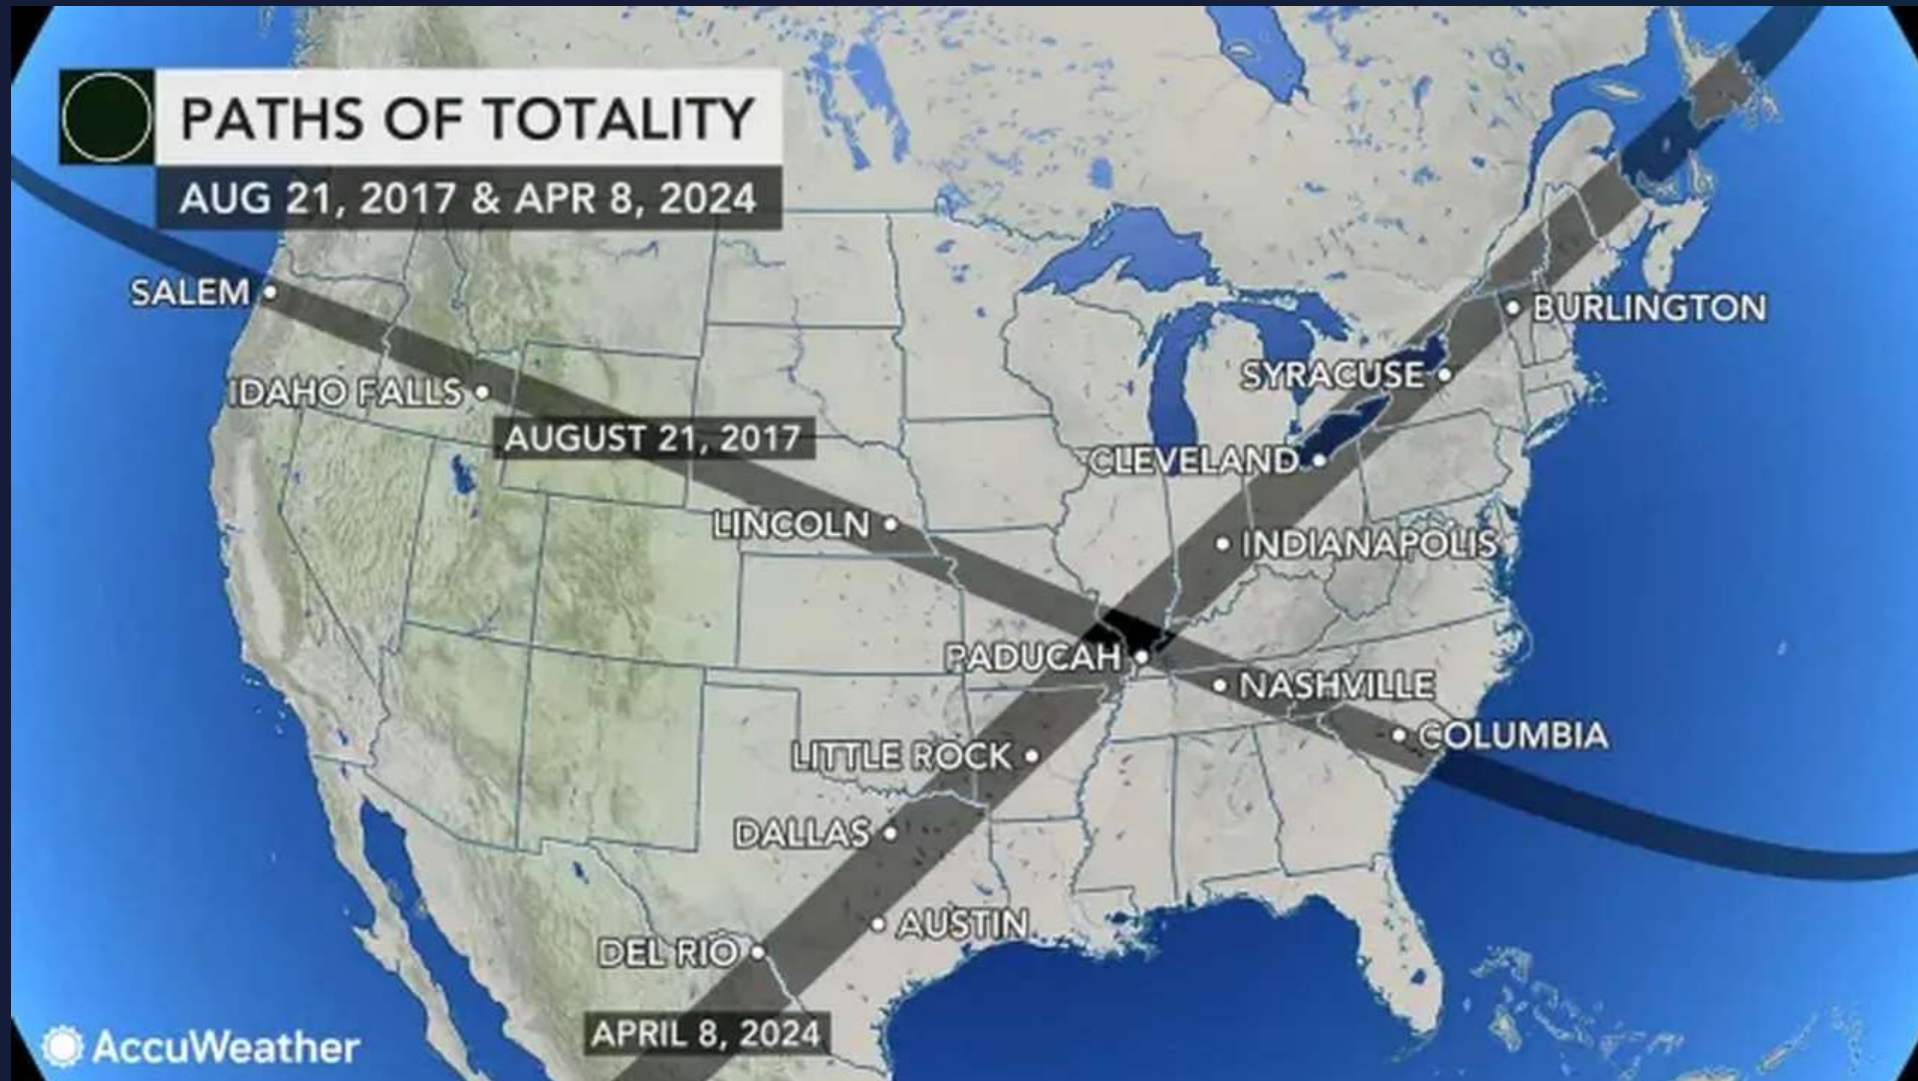 PATHS OF TOTALITY
AUG 21, 2017 & APR 8, 2024
SALEM
BURLINGTON
SYRACUSE
IDAHO FALLS
AUGUST 21, 2017
CLEVELAND
LINCOLN
INDIANAPOLIS
PADUCAH
NASHVILLE
COLUMBIA
LITTLE ROCK
DALLAS
AUSTIN
DEL RIO
APRIL 8, 2024
AccuWeather